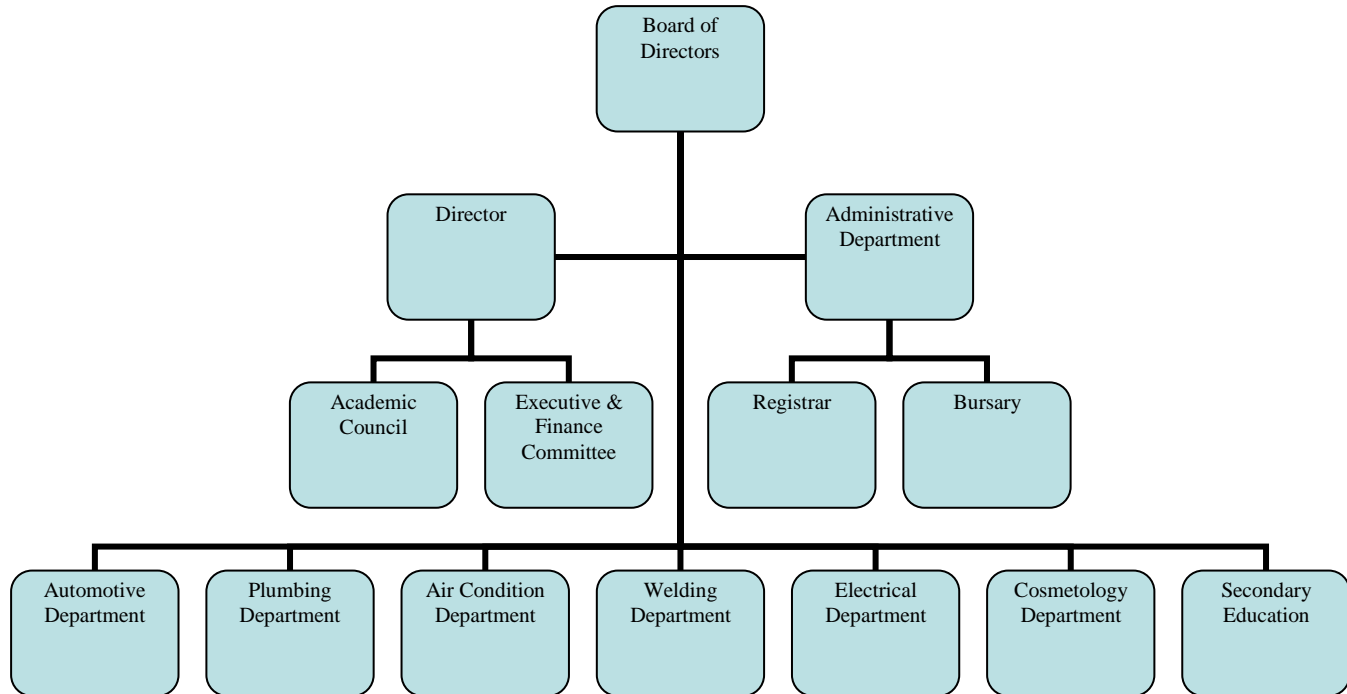 Board of
Directors
Director
Administrative
Department
Academic
Council
Executive &
Finance
Committee
Registrar
Bursary
Automotive
Department
Plumbing
Department
Air Condition
Department
Welding
Department
Electrical
Department
Cosmetology
Department
Secondary
Education